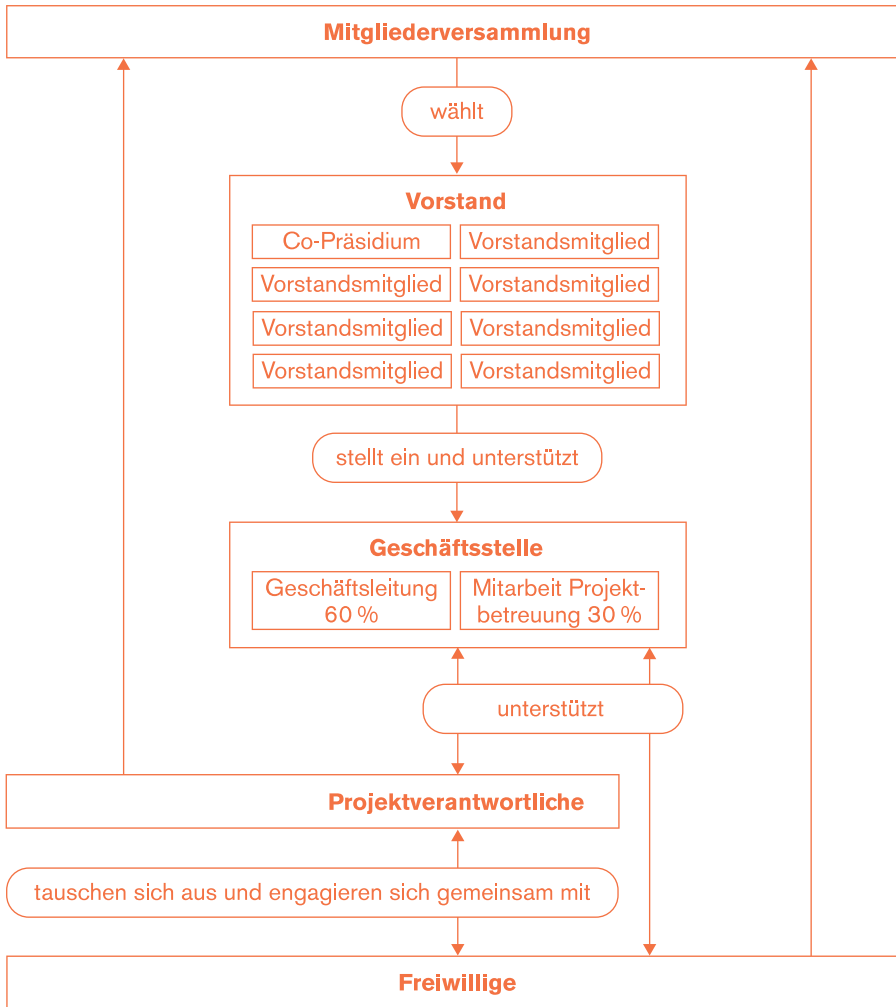 Mitgliederversammlung
wählt
Vorstand
Co-Präsidium
Vorstandsmitglied
Vorstandsmitglied
Vorstandsmitglied
Vorstandsmitglied
Vorstandsmitglied
Vorstandsmitglied
Vorstandsmitglied
stellt ein und unterstützt
Geschäftsstelle
Geschäftsleitung
60 %
Mitarbeit Projekt-
betreuung 30 %
unterstützt
Projektverantwortliche
tauschen sich aus und engagieren sich gemeinsam mit
Freiwillige